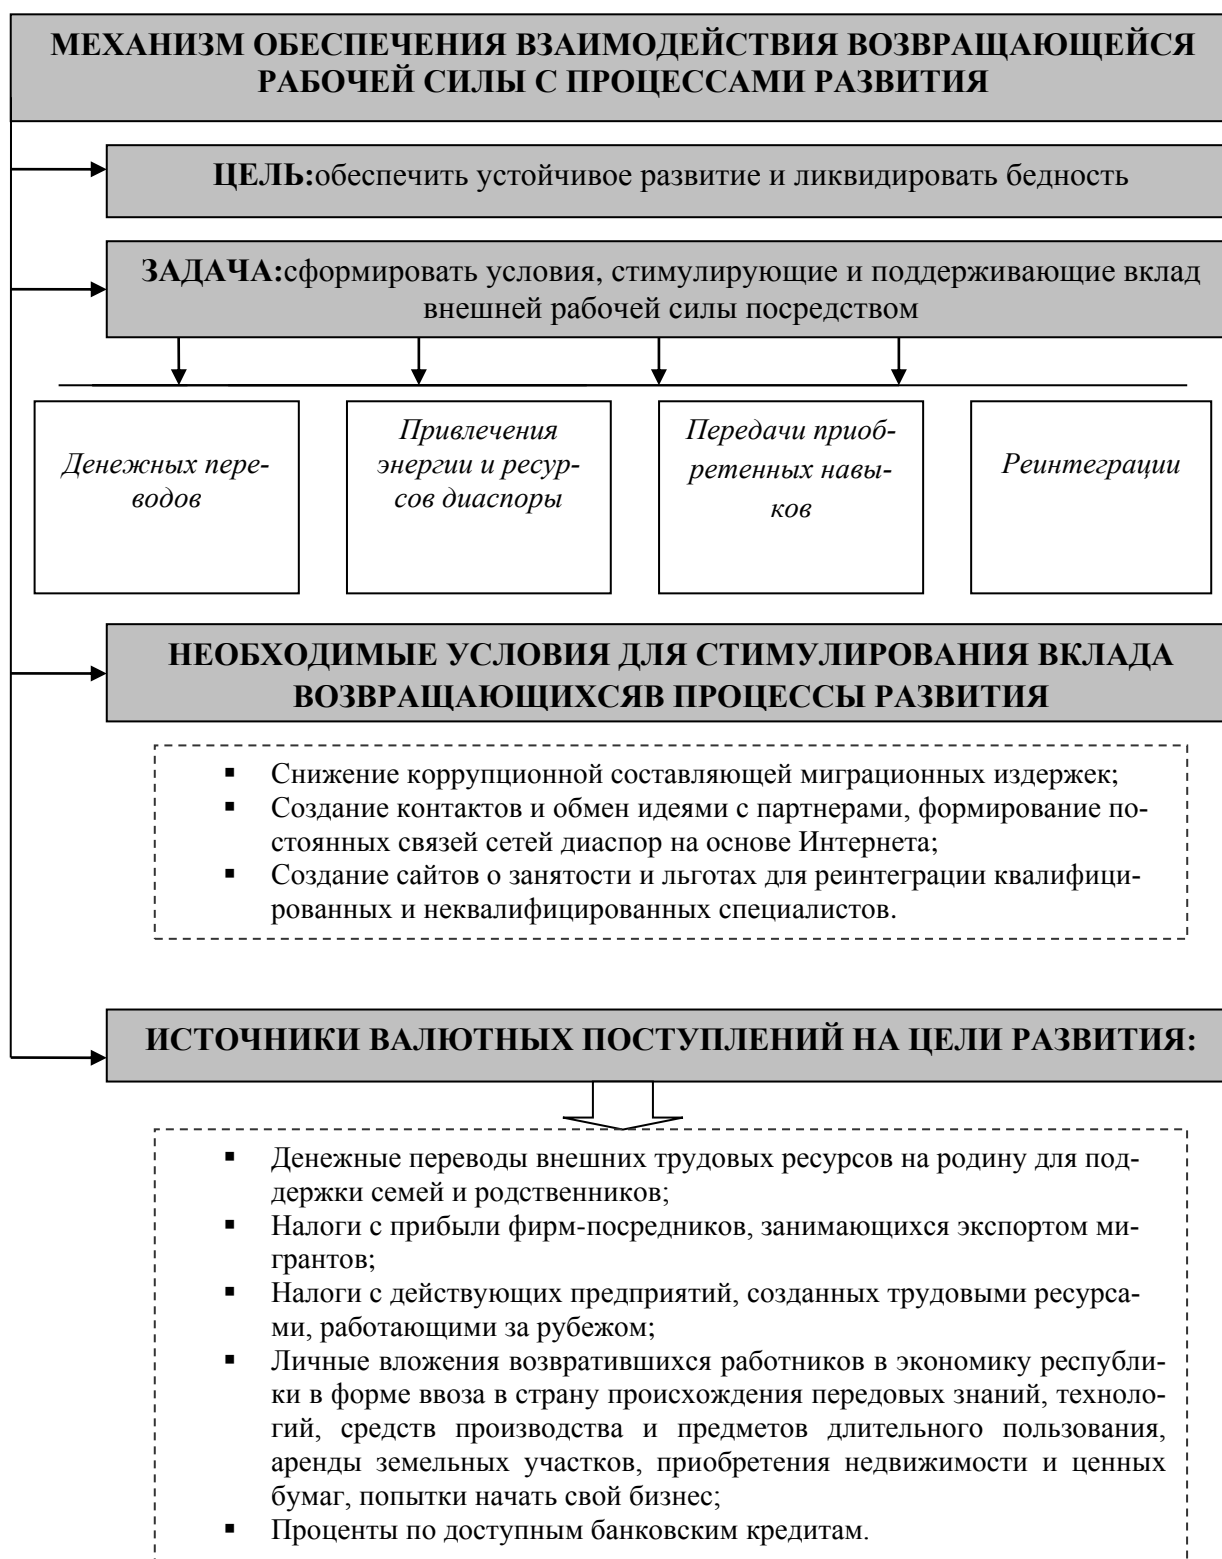 МЕХАНИЗМ ОБЕСПЕЧЕНИЯ ВЗАИМОДЕЙСТВИЯ ВОЗВРАЩАЮЩЕЙСЯ
РАБОЧЕЙ СИЛЫ С ПРОЦЕССАМИ РАЗВИТИЯ
ЦЕЛЬ:обеспечить устойчивое развитие и ликвидировать бедность
ЗАДАЧА:сформировать условия, стимулирующие и поддерживающие вклад
внешней рабочей силы посредством
Денежных пере-
водов
Привлечения
энергии и ресур-
сов диаспоры
Передачи приоб-
ретенных навы-
ков
Реинтеграции
НЕОБХОДИМЫЕ УСЛОВИЯ ДЛЯ СТИМУЛИРОВАНИЯ ВКЛАДА
ВОЗВРАЩАЮЩИХСЯВ ПРОЦЕССЫ РАЗВИТИЯ
▪ Снижение коррупционной составляющей миграционных издержек;
▪ Создание контактов и обмен идеями с партнерами, формирование по-
стоянных связей сетей диаспор на основе Интернета;
▪ Создание сайтов о занятости и льготах для реинтеграции квалифици-
рованных и неквалифицированных специалистов.
ИСТОЧНИКИ ВАЛЮТНЫХ ПОСТУПЛЕНИЙ НА ЦЕЛИ РАЗВИТИЯ:
▪ Денежные переводы внешних трудовых ресурсов на родину для под-
держки семей и родственников;
▪ Налоги с прибыли фирм-посредников, занимающихся экспортом ми-
грантов;
▪ Налоги с действующих предприятий, созданных трудовыми ресурса-
ми, работающими за рубежом;
▪ Личные вложения возвратившихся работников в экономику республи-
ки в форме ввоза в страну происхождения передовых знаний, техноло-
гий, средств производства и предметов длительного пользования,
аренды земельных участков, приобретения недвижимости и ценных
бумаг, попытки начать свой бизнес;
▪ Проценты по доступным банковским кредитам.